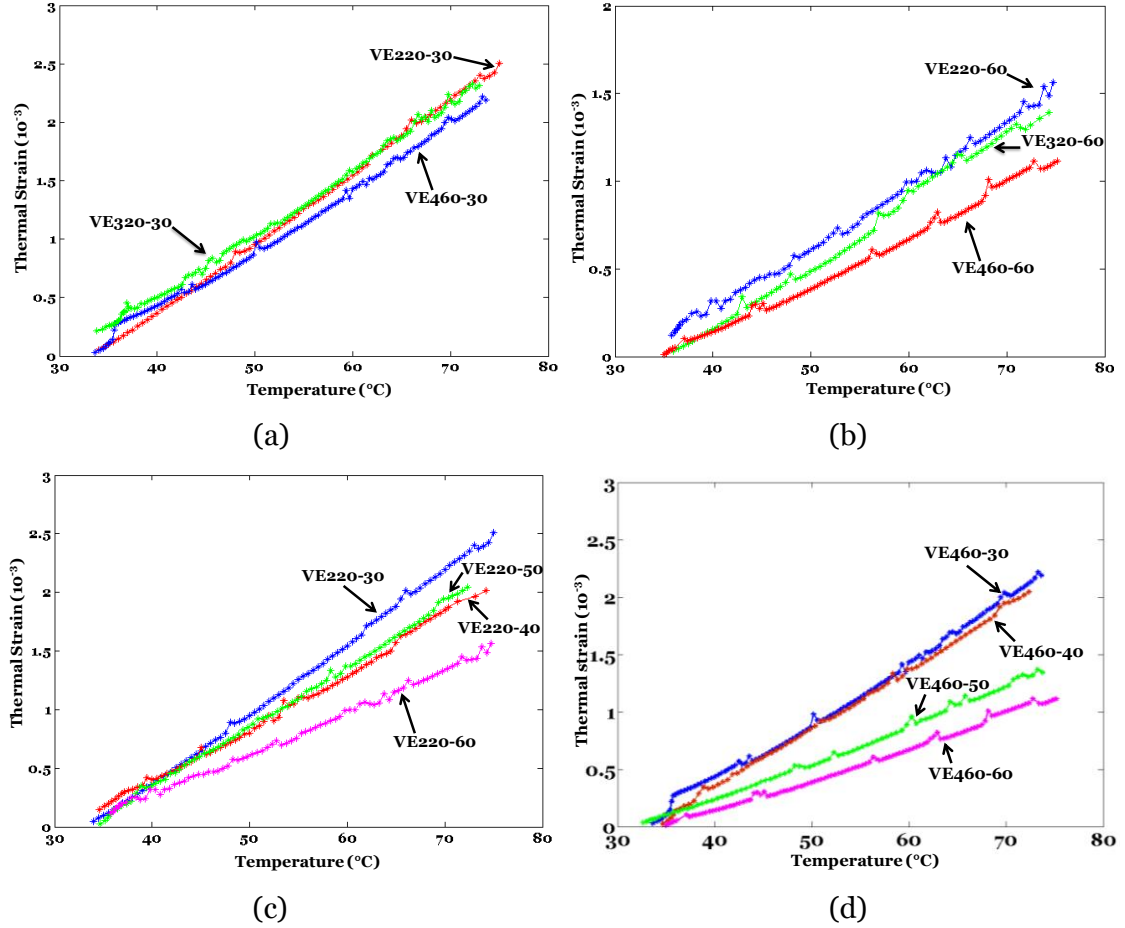 3
2.5
2
1.5
1
0.5
0
30
40
50
60
70
80
Thermal Strain (10⁻³)
Temperature (°C)
VE220-30
VE460-30
VE320-30
(a)
2
1.5
1
0.5
0
30
40
50
60
70
80
Thermal Strain (10⁻³)
Temperature (°C)
VE220-60
VE320-60
VE460-60
(b)
3
2.5
2
1.5
1
0.5
0
30
40
50
60
70
80
Thermal Strain (10⁻³)
Temperature (°C)
VE220-30
VE220-50
VE220-40
VE220-60
(c)
3
2.5
2
1.5
1
0.5
0
30
40
50
60
70
80
Thermal strain (10⁻³)
Temperature (°C)
VE460-30
VE460-40
VE460-50
VE460-60
(d)